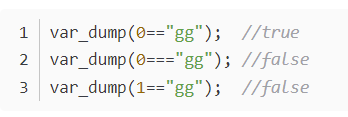 1 var_dump(0=="gg"); //true
2 var_dump(0==="gg"); //false
3 var_dump(1=="gg"); //false